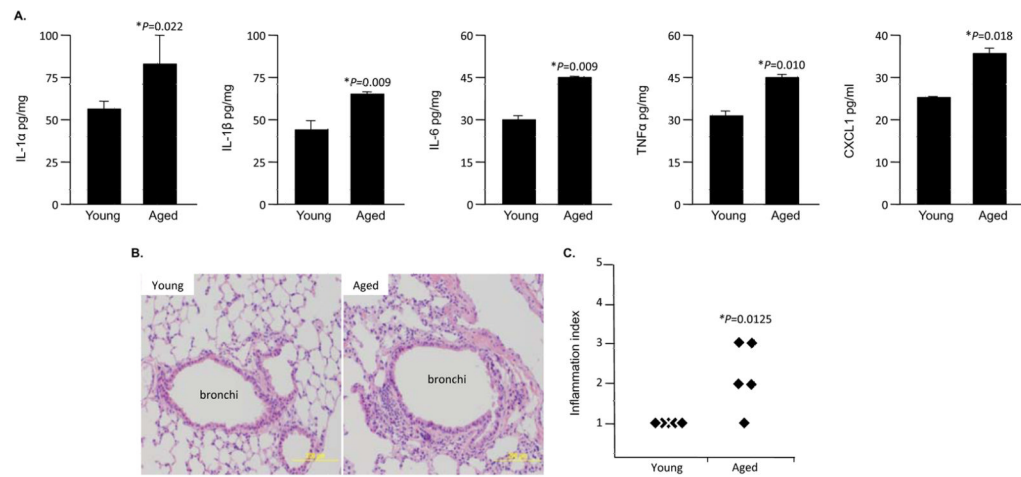 A.
*P=0.022
100
75
50
25
0
IL-1α pg/mg
Young Aged
*P=0.009
100
75
50
25
0
IL-1β pg/mg
Young Aged
*P=0.009
60
45
30
15
0
IL-6 pg/mg
Young Aged
*P=0.010
60
45
30
15
0
TNFα pg/mg
Young Aged
*P=0.018
40
30
20
10
0
CXCL1 pg/ml
Young Aged
B.
Young
bronchi
Aged
bronchi
C.
5
4
3
2
1
Inflammation index
*P=0.0125
Young Aged